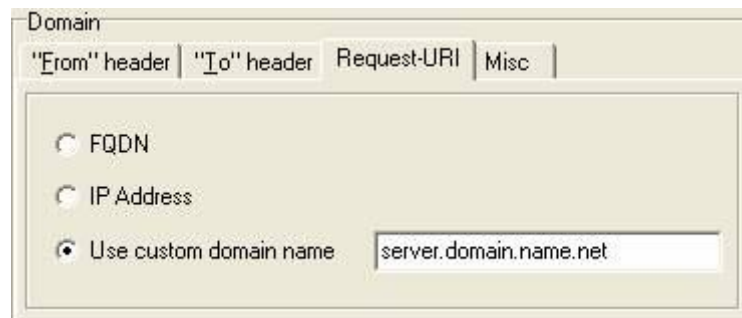 Domain
"From" header "To" header Request-URI Misc
FQDN
IP Address
Use custom domain name server.domain.name.net